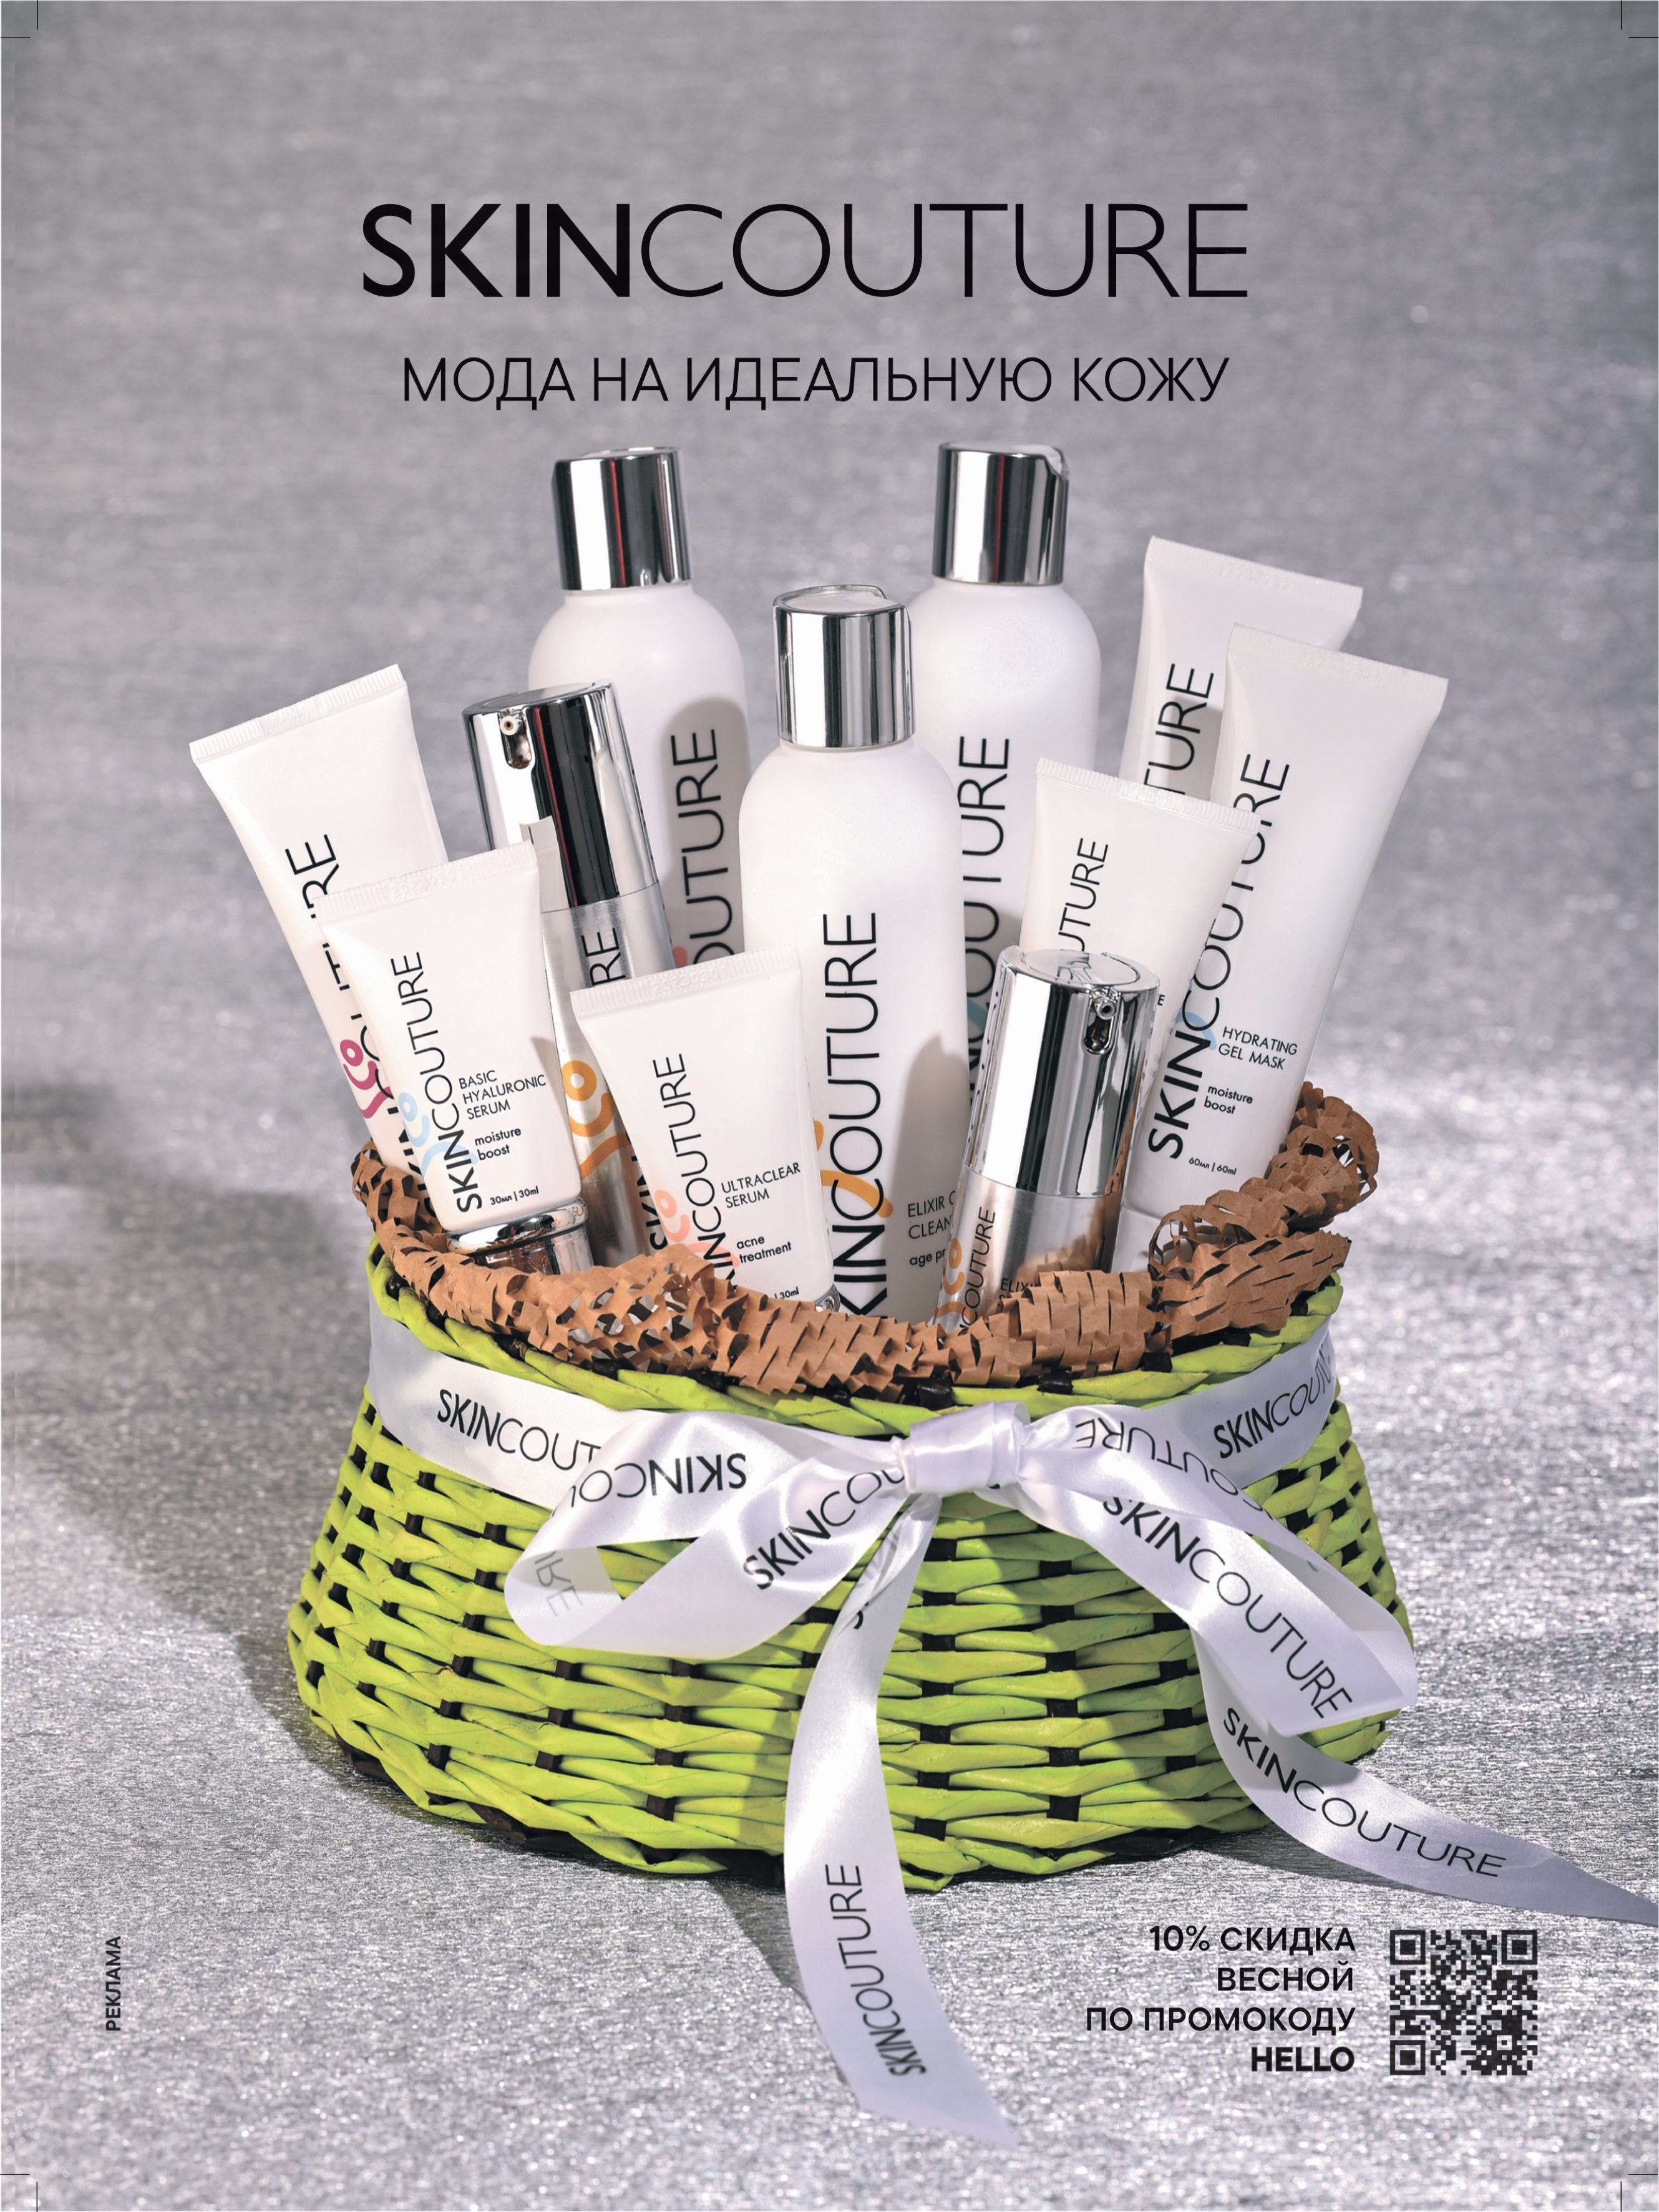 SKINCOUTURE
МОДА НА ИДЕАЛЬНУЮ КОЖУ
SKINCOUTURE
BASIC
HYALURONIC
SERUM
moisture
boost
30мл | 30ml
SKINCOUTURE
ULTRACLEAR
SERUM
acne
treatment
30ml
SKINCOUTURE
ELIXIR
SKINCOUTURE
HYDRATING
GEL MASK
moisture
boost
60мл | 60ml
SKINCOUTURE
SKINCOUTURE
SKINCOUTURE
SKINCOUTURE
10% СКИДКА
ВЕСНОЙ
ПО ПРОМОКОДУ
HELLO
РЕКЛАМА